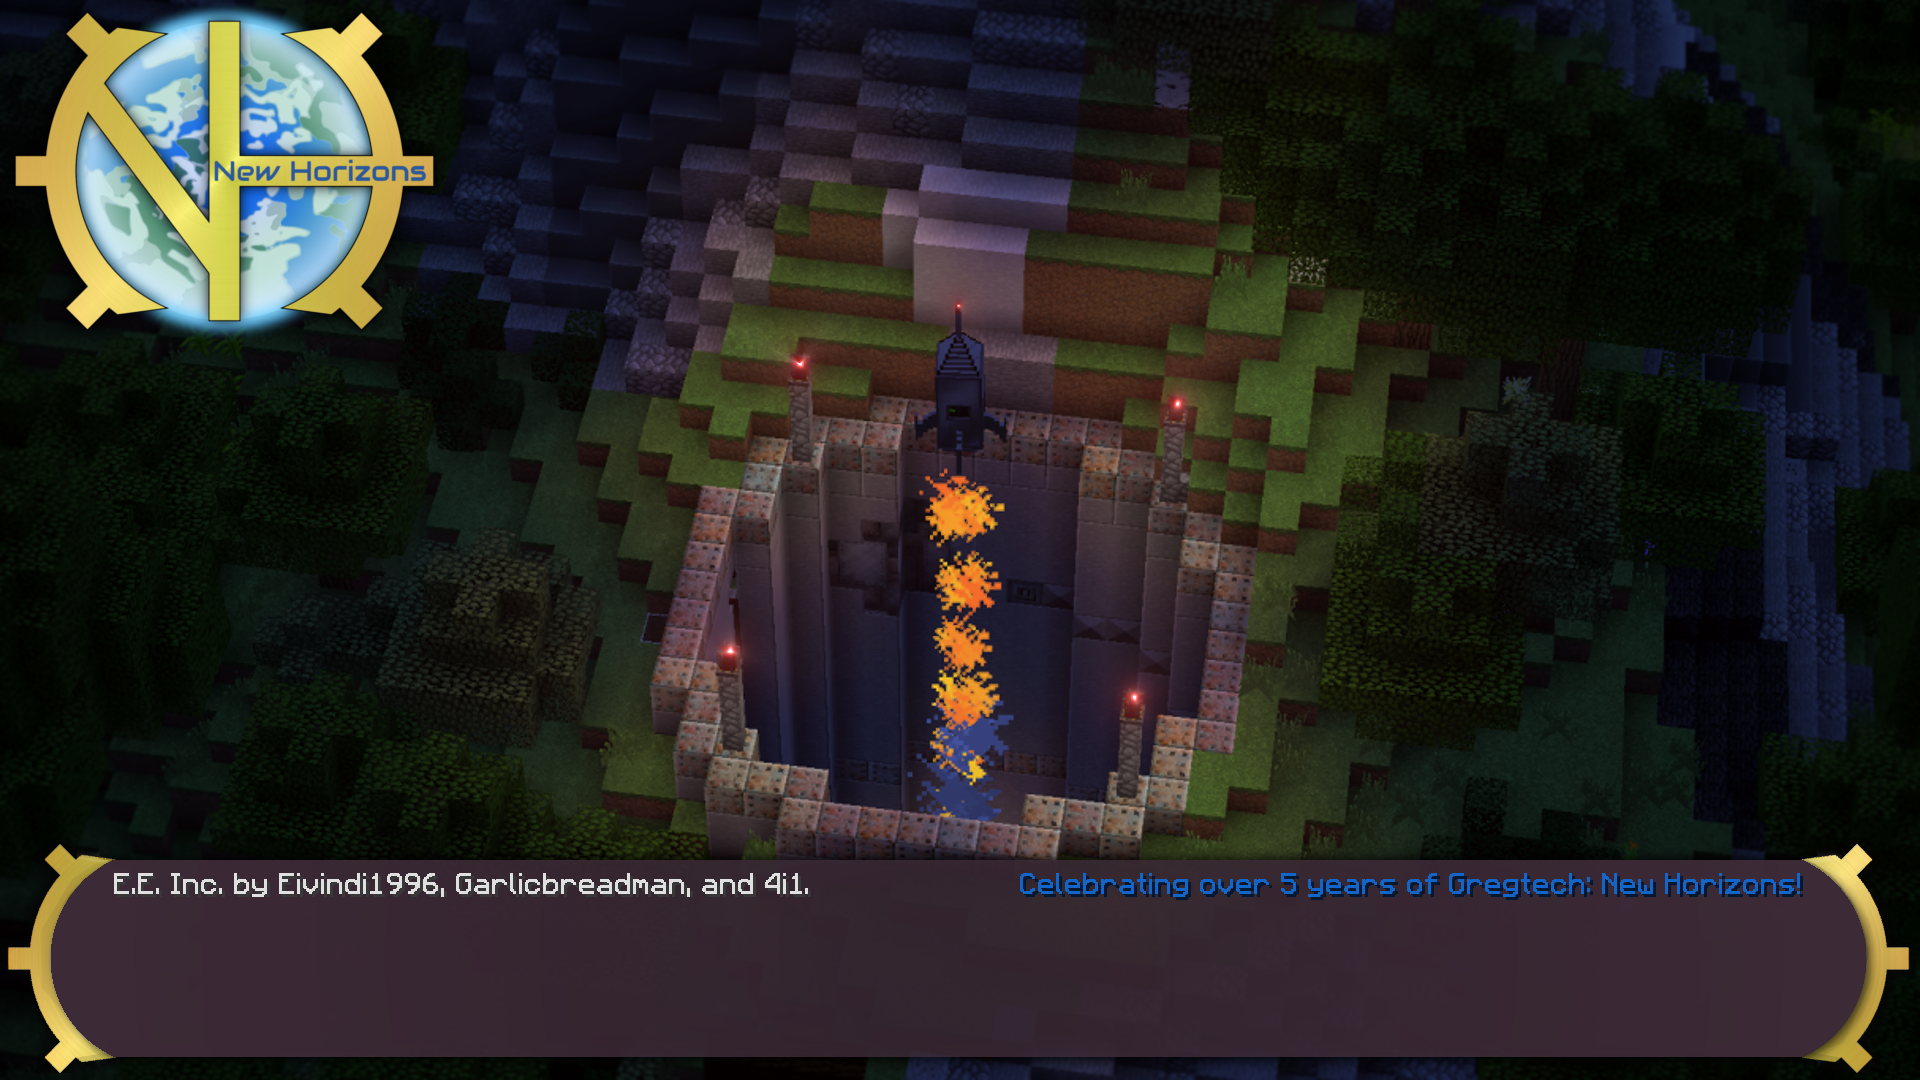 New Horizons
E.E. Inc. by Eivindi1996, Garlicbreadman, and 4i1.
Celebrating over 5 years of Gregtech: New Horizons!